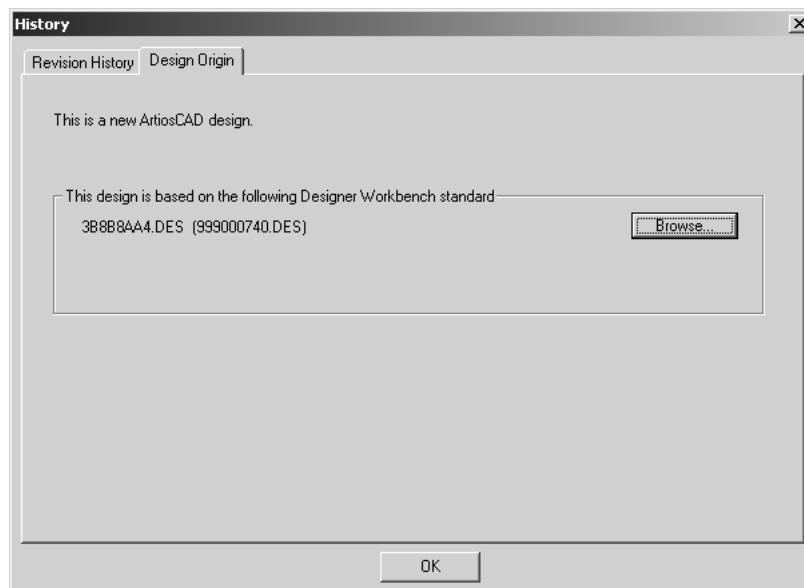 History
Revision History
Design Origin
This is a new ArtiosCAD design.
This design is based on the following Designer Workbench standard
3B8B8AA4.DES (999000740.DES)
Browse...
OK